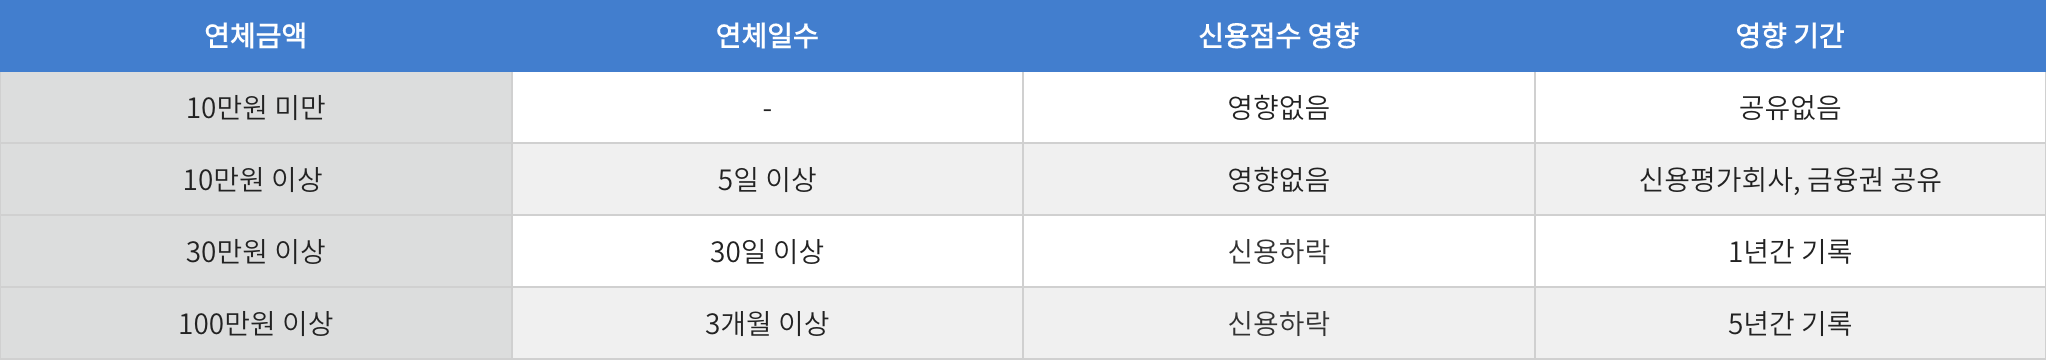 연체금액 연체일수 신용점수 영향 영향 기간
10만원 미만 - 영향없음 공유없음
10만원 이상 5일 이상 영향없음 신용평가회사, 금융권 공유
30만원 이상 30일 이상 신용하락 1년간 기록
100만원 이상 3개월 이상 신용하락 5년간 기록